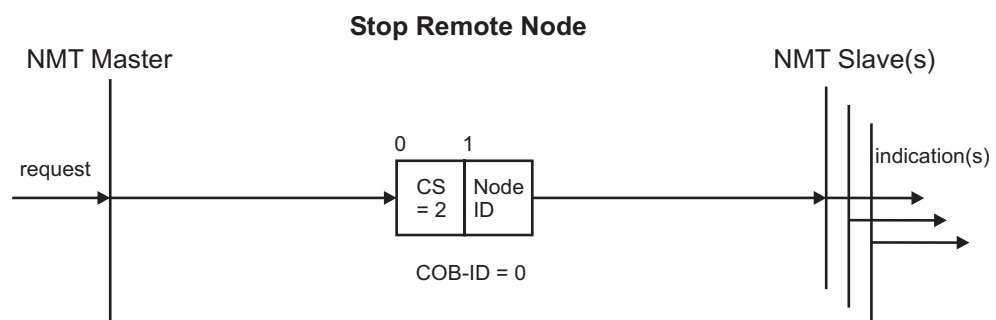 Stop Remote Node
NMT Master
NMT Slave(s)
0 1
request
indication(s)
CS
= 2
Node
ID
COB-ID = 0